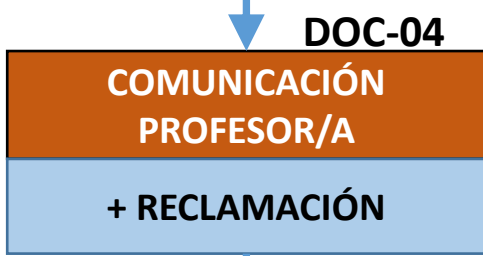 DOC-04
COMUNICACIÓN
PROFESOR/A
+ RECLAMACIÓN